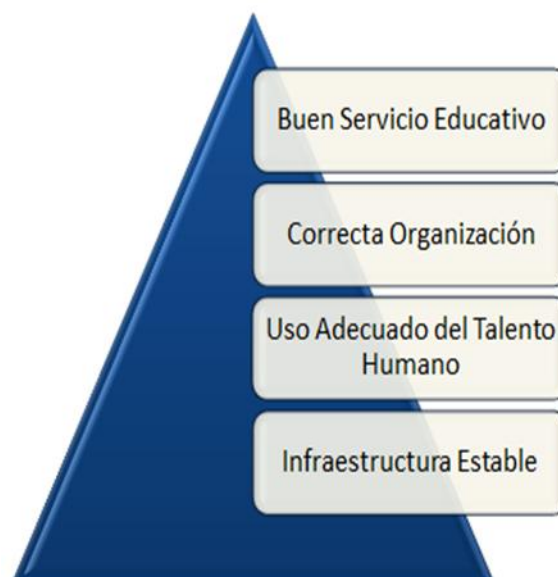 Buen Servicio Educativo
Correcta Organización
Uso Adecuado del Talento
Humano
Infraestructura Estable